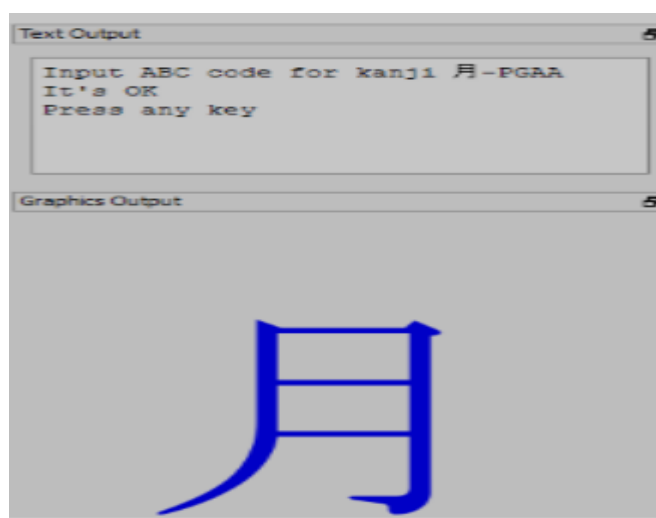 Text Output
Input ABC code for kanji 月-PGAA
It's OK
Press any key
Graphics Output
月